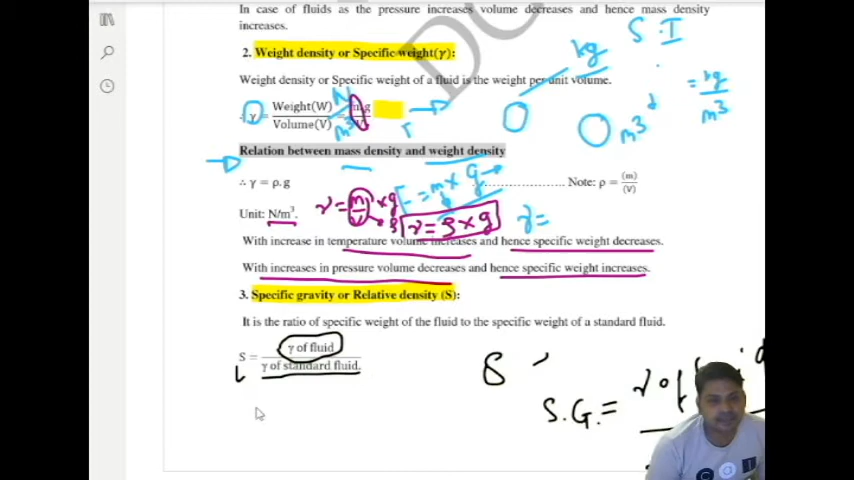 In case of fluids as the pressure increases volume decreases and hence mass density
increases.
2. Weight density or Specific weight(γ):
Weight density or Specific weight of a fluid is the weight per unit volume.
∴ γ = Weight(W) / Volume(V) = m.g / V
N
m³
kg
S.I
= kg / m³
m³
Relation between mass density and weight density
∴ γ = ρ.g
= m × g
Note: ρ = (m) / (V)
Unit: N/m³.
γ = m / V × g
γ = ρ × g
γ =
With increase in temperature volume increases and hence specific weight decreases.
With increases in pressure volume decreases and hence specific weight increases.
3. Specific gravity or Relative density (S):
It is the ratio of specific weight of the fluid to the specific weight of a standard fluid.
S = γ of fluid / γ of standard fluid.
S
S.G. = γ of